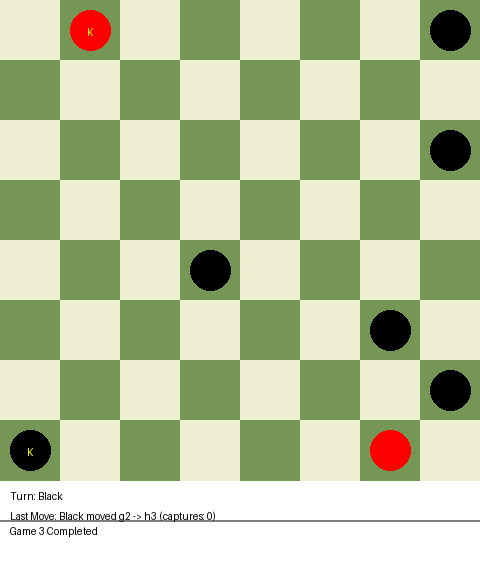 K
K
Turn: Black
Last Move: Black moved g2 -> h3 (captures: 0)
Game 3 Completed